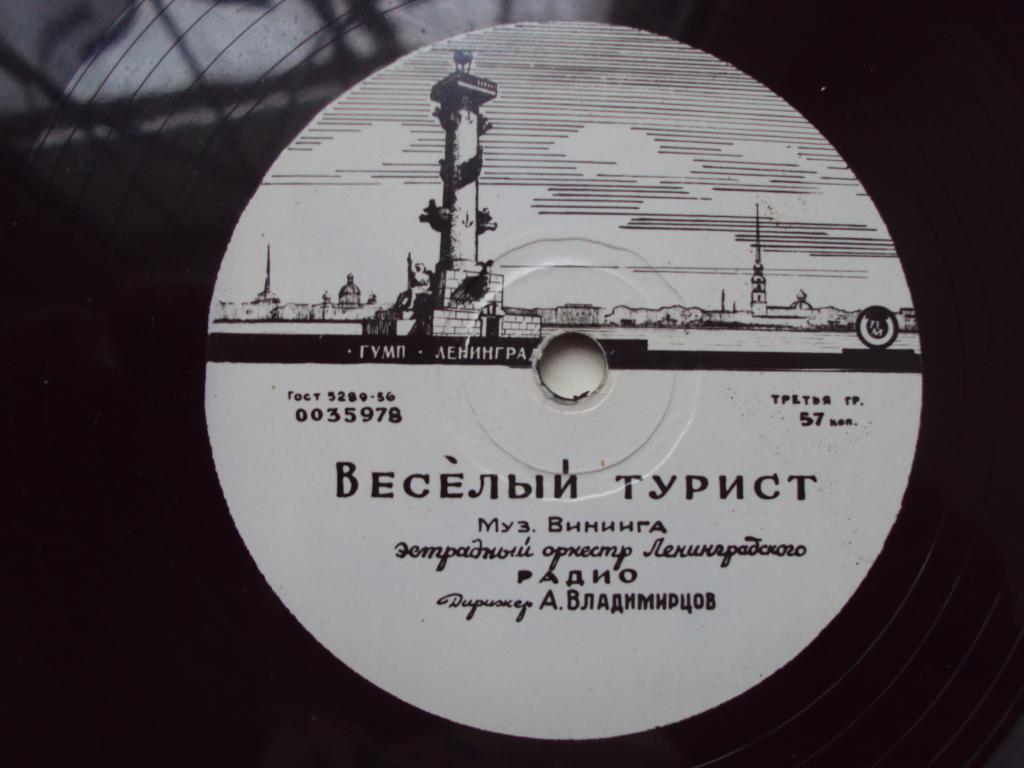 · ГУМП · ЛЕНИНГРАД
Гост 5289-56
0035978
ТРЕТЬЯ ГР.
57 коп.
ВЕСЁЛЫЙ ТУРИСТ
Муз. Вининга
Эстрадный оркестр Ленинградского
РАДИО
Дирижер А. ВЛАДИМИРЦОВ